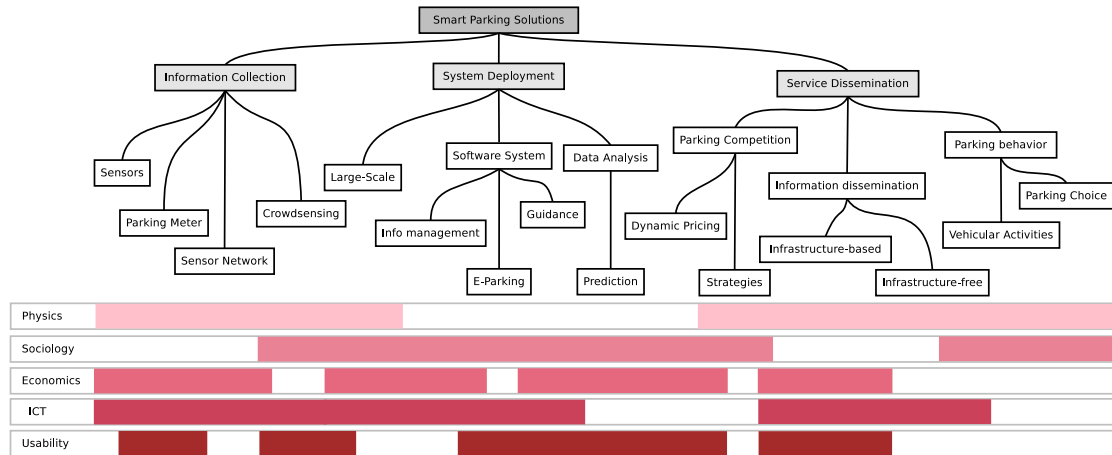 Smart Parking Solutions
Information Collection
System Deployment
Service Dissemination
Sensors
Parking Meter
Sensor Network
Crowdsensing
Large-Scale
Software System
Data Analysis
Info management
Guidance
E-Parking
Prediction
Parking Competition
Information dissemination
Parking behavior
Dynamic Pricing
Strategies
Infrastructure-based
Infrastructure-free
Vehicular Activities
Parking Choice
Physics
Sociology
Economics
ICT
Usability